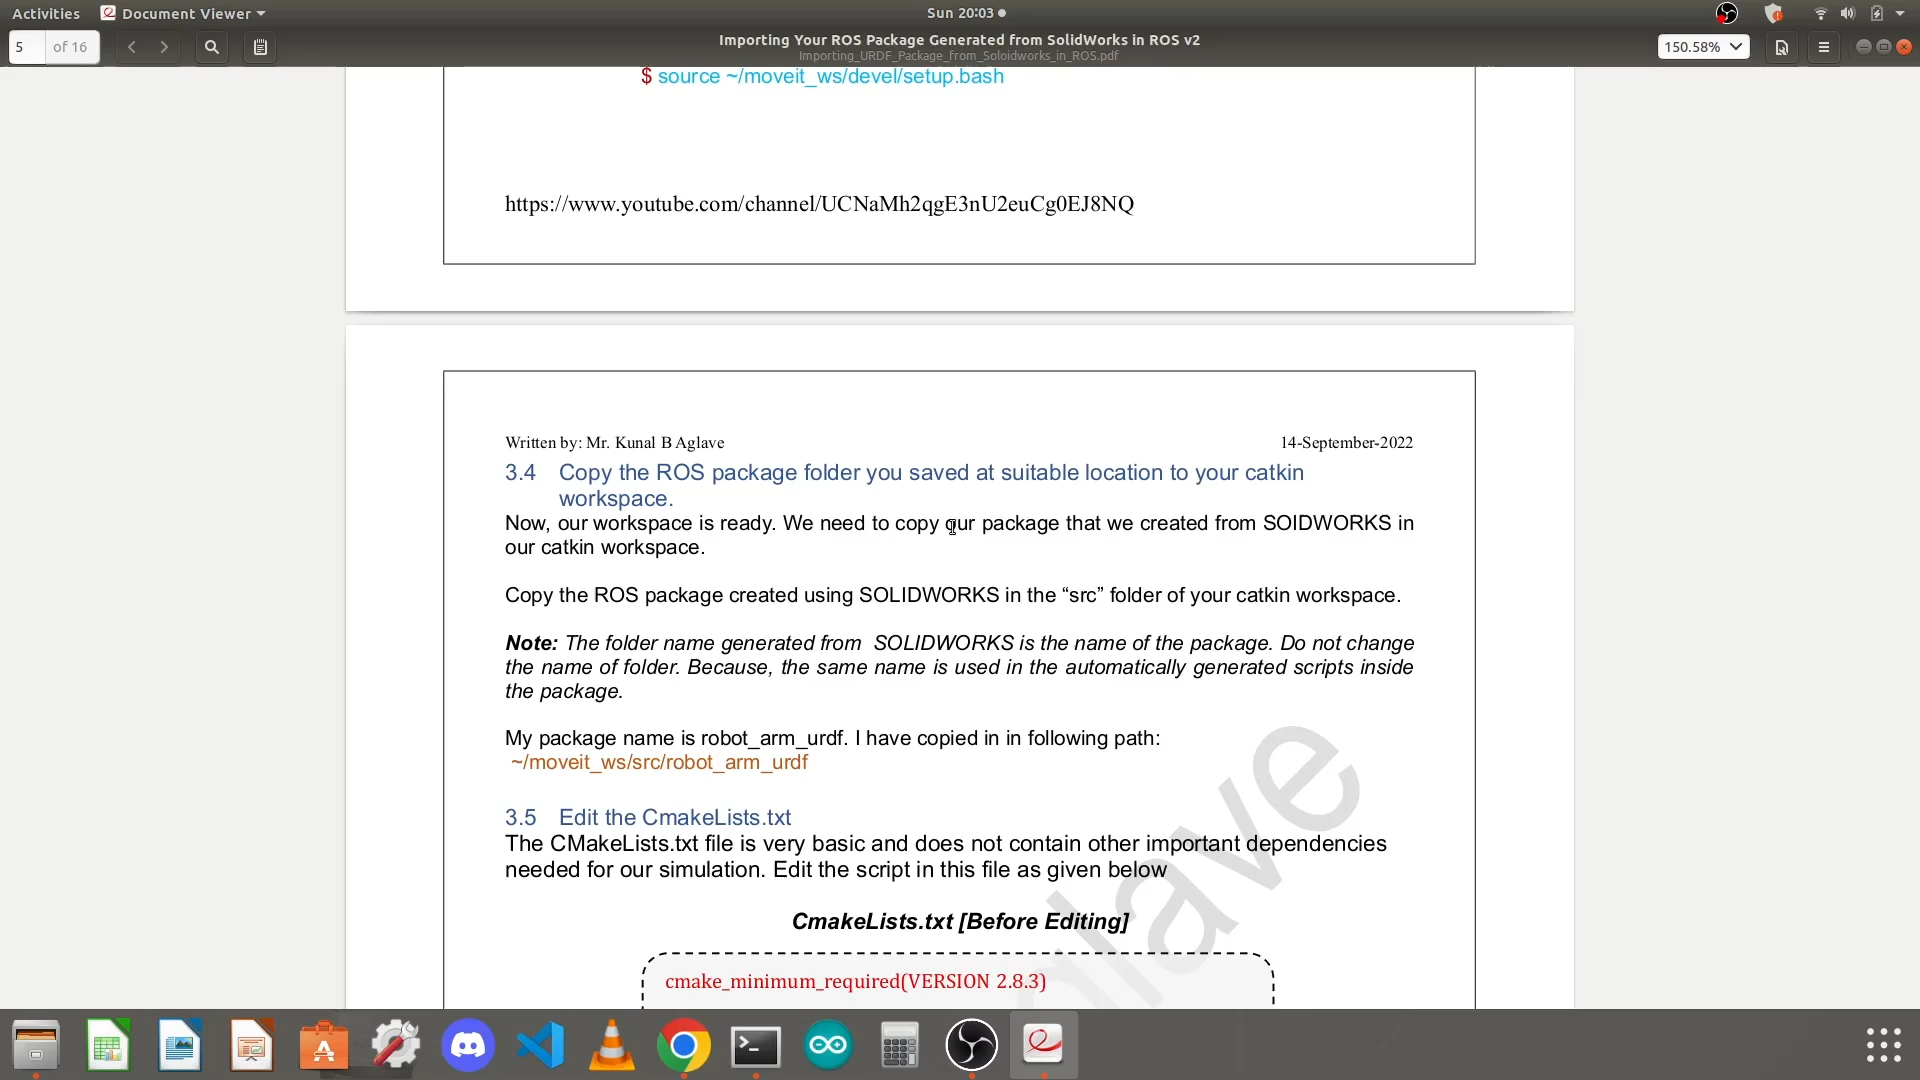 Activities
Document Viewer
Sun 20:03
5
of 16
Importing Your ROS Package Generated from SolidWorks in ROS v2
Importing_URDF_Package_from_Soloidworks_in_ROS.pdf
150.58%
$ source ~/moveit_ws/devel/setup.bash
https://www.youtube.com/channel/UCNaMh2qgE3nU2euCg0EJ8NQ
Written by: Mr. Kunal B Aglave
14-September-2022
3.4 Copy the ROS package folder you saved at suitable location to your catkin
workspace.
Now, our workspace is ready. We need to copy our package that we created from SOIDWORKS in
our catkin workspace.
Copy the ROS package created using SOLIDWORKS in the “src” folder of your catkin workspace.
Note: The folder name generated from SOLIDWORKS is the name of the package. Do not change
the name of folder. Because, the same name is used in the automatically generated scripts inside
the package.
My package name is robot_arm_urdf. I have copied in in following path:
~/moveit_ws/src/robot_arm_urdf
3.5 Edit the CmakeLists.txt
The CMakeLists.txt file is very basic and does not contain other important dependencies
needed for our simulation. Edit the script in this file as given below
CmakeLists.txt [Before Editing]
cmake_minimum_required(VERSION 2.8.3)